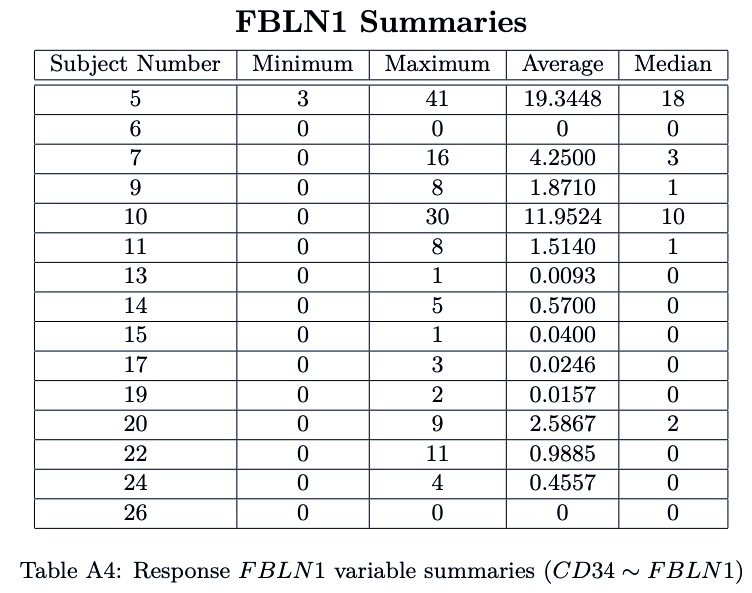 FBLN1 Summaries
Subject Number Minimum Maximum Average Median
5 3 41 19.3448 18
6 0 0 0 0
7 0 16 4.2500 3
9 0 8 1.8710 1
10 0 30 11.9524 10
11 0 8 1.5140 1
13 0 1 0.0093 0
14 0 5 0.5700 0
15 0 1 0.0400 0
17 0 3 0.0246 0
19 0 2 0.0157 0
20 0 9 2.5867 2
22 0 11 0.9885 0
24 0 4 0.4557 0
26 0 0 0 0
Table A4: Response FBLN1 variable summaries (CD34 ∼ FBLN1)